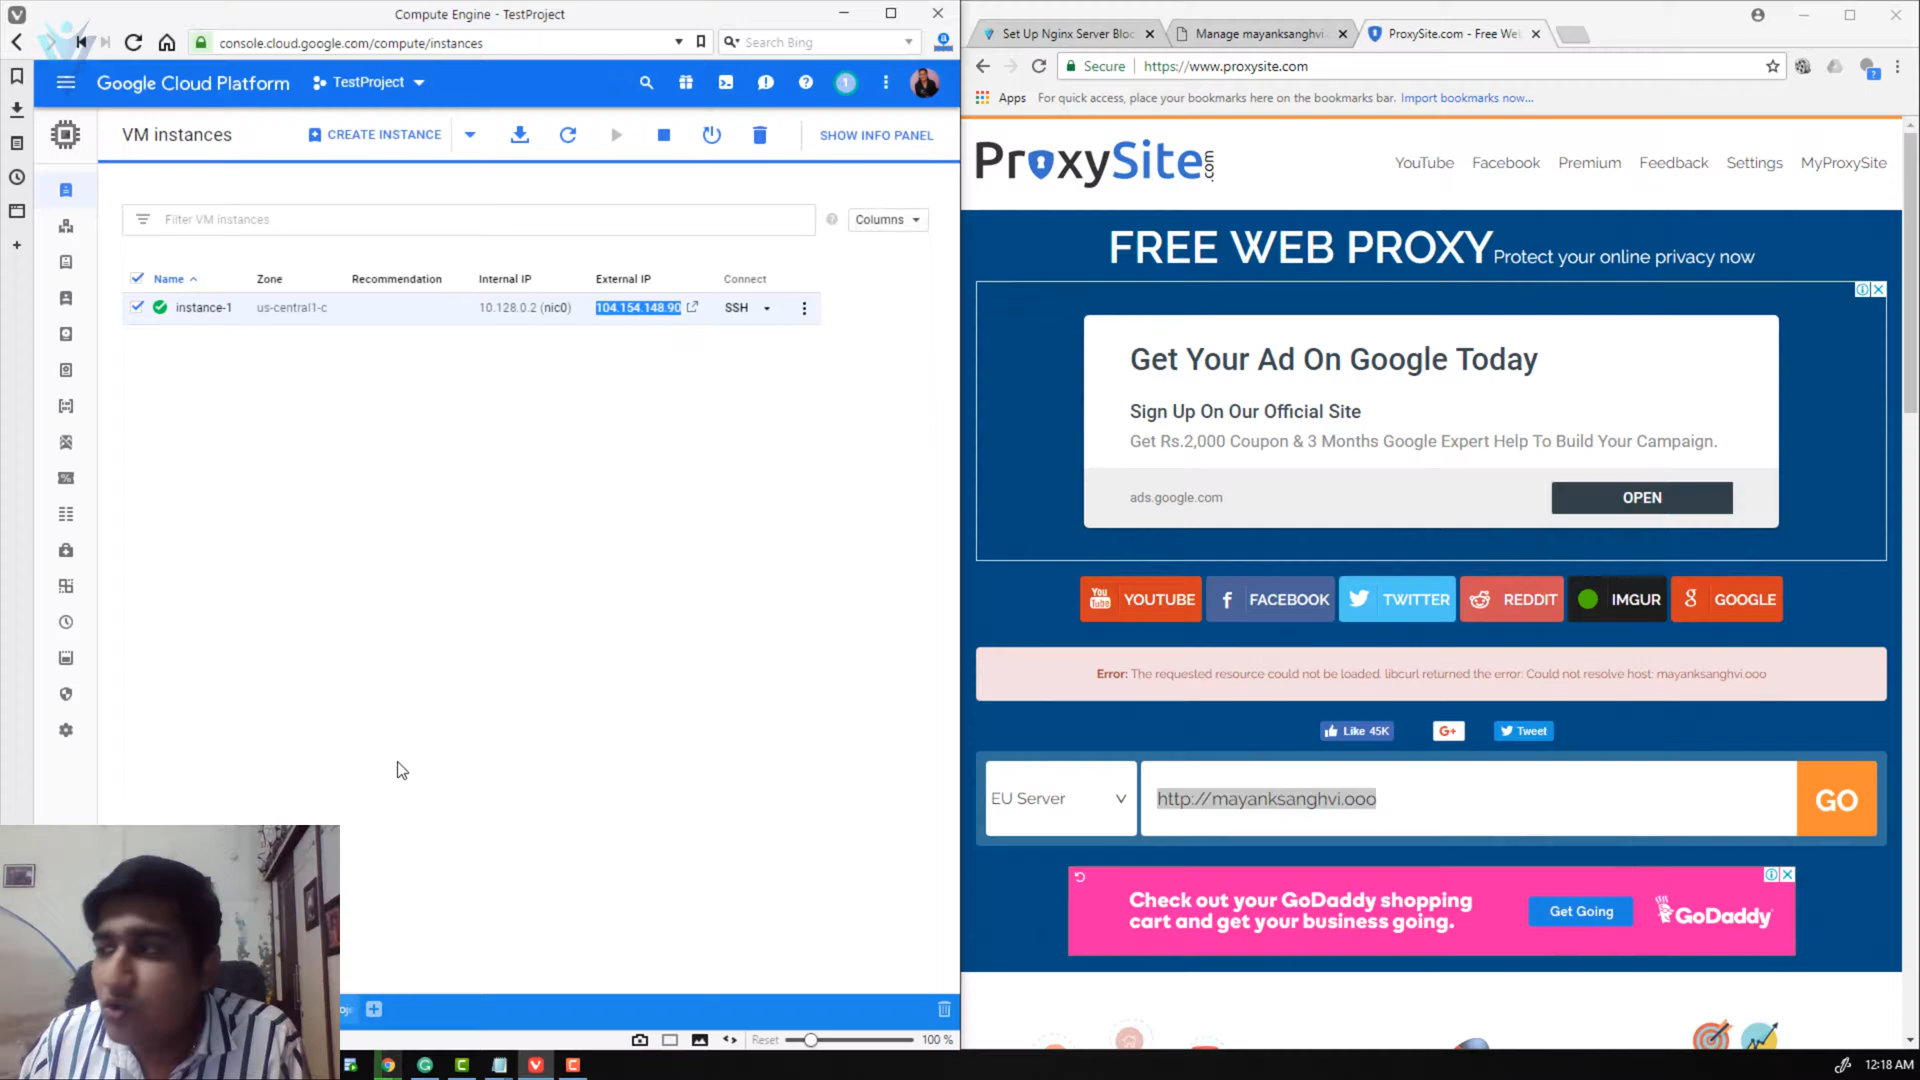 Compute Engine - TestProject
console.cloud.google.com/compute/instances
Search Bing
Google Cloud Platform
TestProject
1
VM instances
CREATE INSTANCE
SHOW INFO PANEL
Filter VM instances
Columns
Name
Zone
Recommendation
Internal IP
External IP
Connect
instance-1
us-central1-c
10.128.0.2 (nic0)
104.154.148.90
SSH
Reset
100 %
Set Up Nginx Server Bloc
Manage mayanksanghvi.
ProxySite.com - Free We
Secure
https://www.proxysite.com
Apps
For quick access, place your bookmarks here on the bookmarks bar. Import bookmarks now...
ProxySite.com
YouTube
Facebook
Premium
Feedback
Settings
MyProxySite
FREE WEB PROXY Protect your online privacy now
Get Your Ad On Google Today
Sign Up On Our Official Site
Get Rs.2,000 Coupon & 3 Months Google Expert Help To Build Your Campaign.
ads.google.com
OPEN
You Tube YOUTUBE
f FACEBOOK
TWITTER
REDDIT
IMGUR
g GOOGLE
Error: The requested resource could not be loaded. libcurl returned the error: Could not resolve host: mayanksanghvi.ooo
Like 45K
G+
Tweet
EU Server
http://mayanksanghvi.ooo
GO
Check out your GoDaddy shopping
cart and get your business going.
Get Going
GoDaddy
12:18 AM